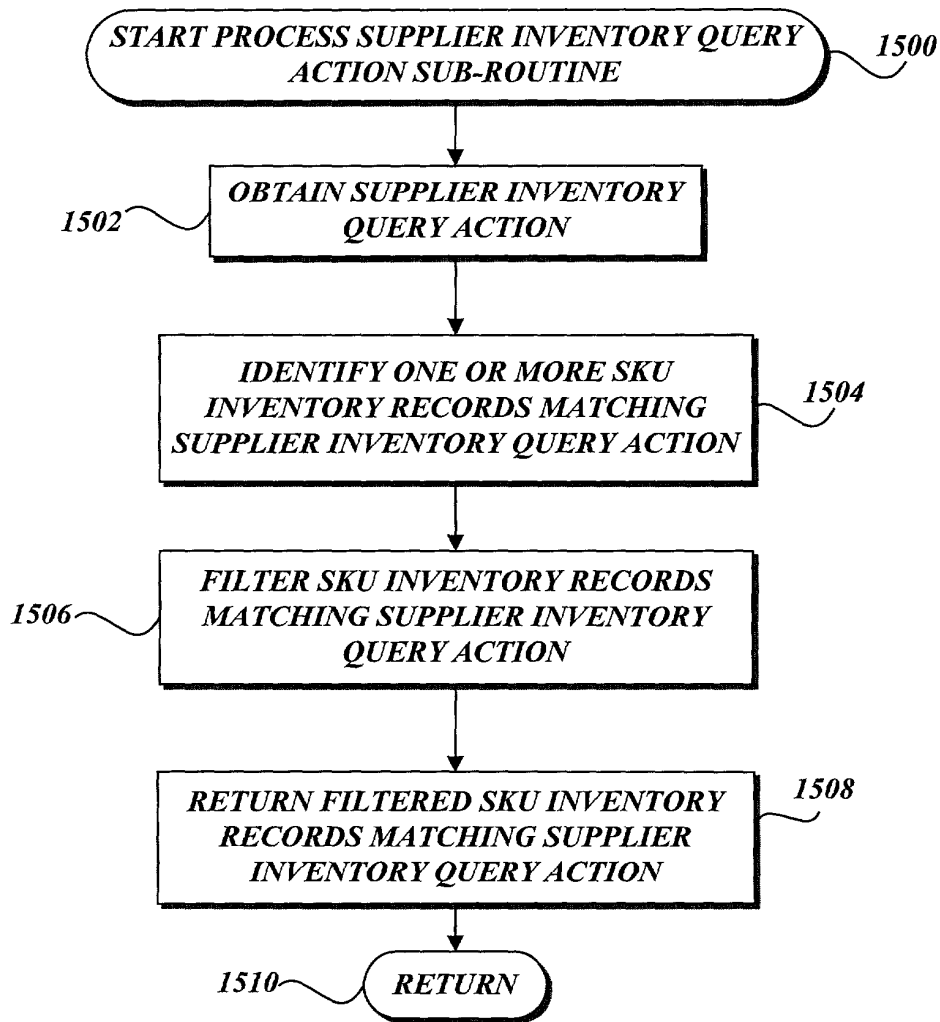 START PROCESS SUPPLIER INVENTORY QUERY
ACTION SUB-ROUTINE
1500
OBTAIN SUPPLIER INVENTORY
QUERY ACTION
1502
IDENTIFY ONE OR MORE SKU
INVENTORY RECORDS MATCHING
SUPPLIER INVENTORY QUERY ACTION
1504
FILTER SKU INVENTORY RECORDS
MATCHING SUPPLIER INVENTORY
QUERY ACTION
1506
RETURN FILTERED SKU INVENTORY
RECORDS MATCHING SUPPLIER
INVENTORY QUERY ACTION
1508
RETURN
1510